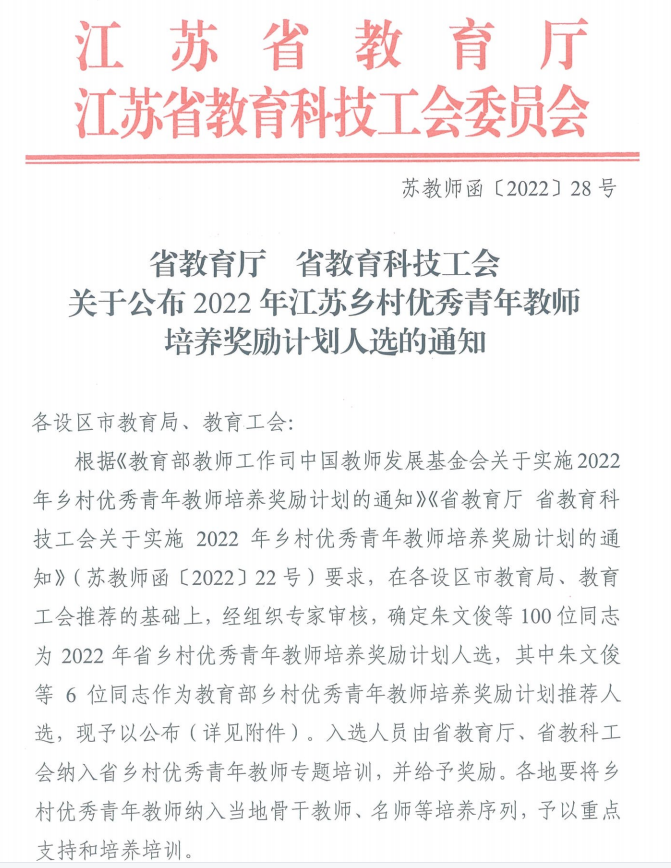 江苏省教育厅
江苏省教育科技工会委员会
苏教师函〔2022〕28号
省教育厅 省教育科技工会
关于公布2022年江苏乡村优秀青年教师
培养奖励计划人选的通知
各设区市教育局、教育工会：
根据《教育部教师工作司中国教师发展基金会关于实施2022
年乡村优秀青年教师培养奖励计划的通知》《省教育厅 省教育科
技工会关于实施 2022 年乡村优秀青年教师培养奖励计划的通
知》（苏教师函〔2022〕22号）要求，在各设区市教育局、教育
工会推荐的基础上，经组织专家审核，确定朱文俊等100位同志
为2022年省乡村优秀青年教师培养奖励计划人选，其中朱文俊
等 6 位同志作为教育部乡村优秀青年教师培养奖励计划推荐人
选，现予以公布（详见附件）。入选人员由省教育厅、省教科工
会纳入省乡村优秀青年教师专题培训，并给予奖励。各地要将乡
村优秀青年教师纳入当地骨干教师、名师等培养序列，予以重点
支持和培养培训。